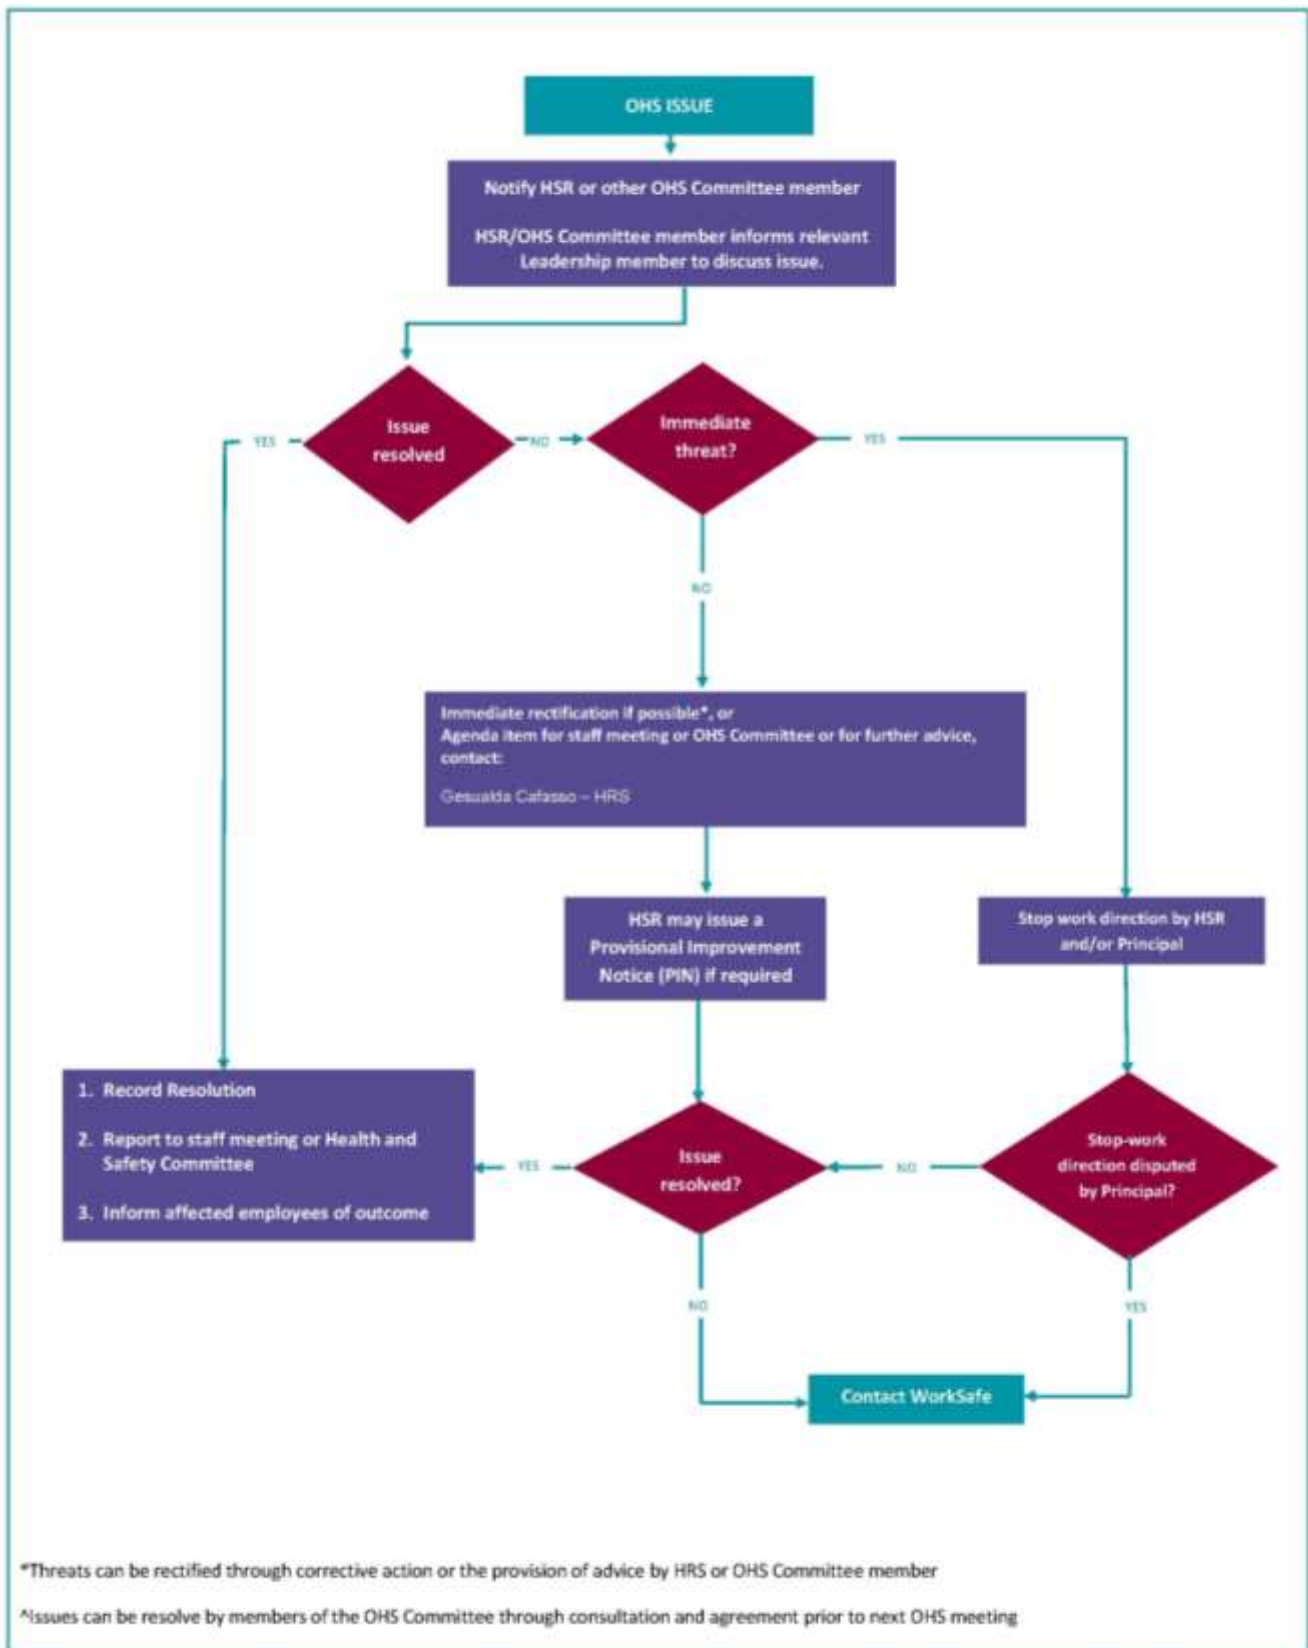 OHS ISSUE
Notify HSR or other OHS Committee member
HSR/OHS Committee member informs relevant
Leadership member to discuss issue.
Issue
resolved
YES
NO
Immediate
threat?
YES
NO
Immediate rectification if possible*, or
Agenda item for staff meeting or OHS Committee or for further advice,
contact:
Gesualda Cafasso – HRS
HSR may issue a
Provisional Improvement
Notice (PIN) if required
Stop work direction by HSR
and/or Principal
1. Record Resolution
2. Report to staff meeting or Health and
Safety Committee
3. Inform affected employees of outcome
YES
Issue
resolved?
NO
Stop-work
direction disputed
by Principal?
NO
YES
Contact WorkSafe
*Threats can be rectified through corrective action or the provision of advice by HRS or OHS Committee member
^Issues can be resolve by members of the OHS Committee through consultation and agreement prior to next OHS meeting